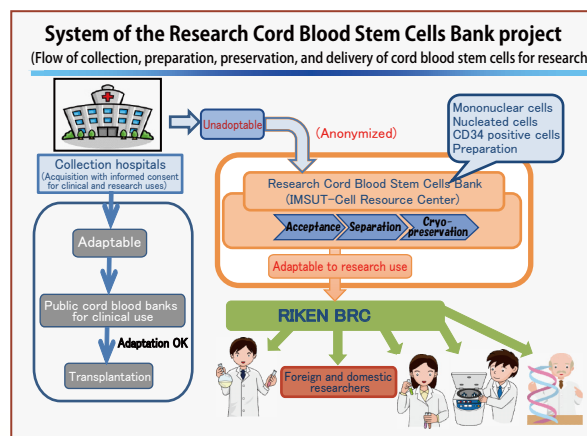 System of the Research Cord Blood Stem Cells Bank project
(Flow of collection, preparation, preservation, and delivery of cord blood stem cells for research
Unadoptable
(Anonymized)
Mononuclear cells
Nucleated cells
CD34 positive cells
Preparation
Collection hospitals
(Acquisition with informed consent
for clinical and research uses)
Research Cord Blood Stem Cells Bank
(IMSUT-Cell Resource Center)
Acceptance
Separation
Cryo-
preservation
Adaptable
Adaptable to research use
Public cord blood banks
for clinical use
RIKEN BRC
Adaptation OK
Transplantation
Foreign and domestic
researchers